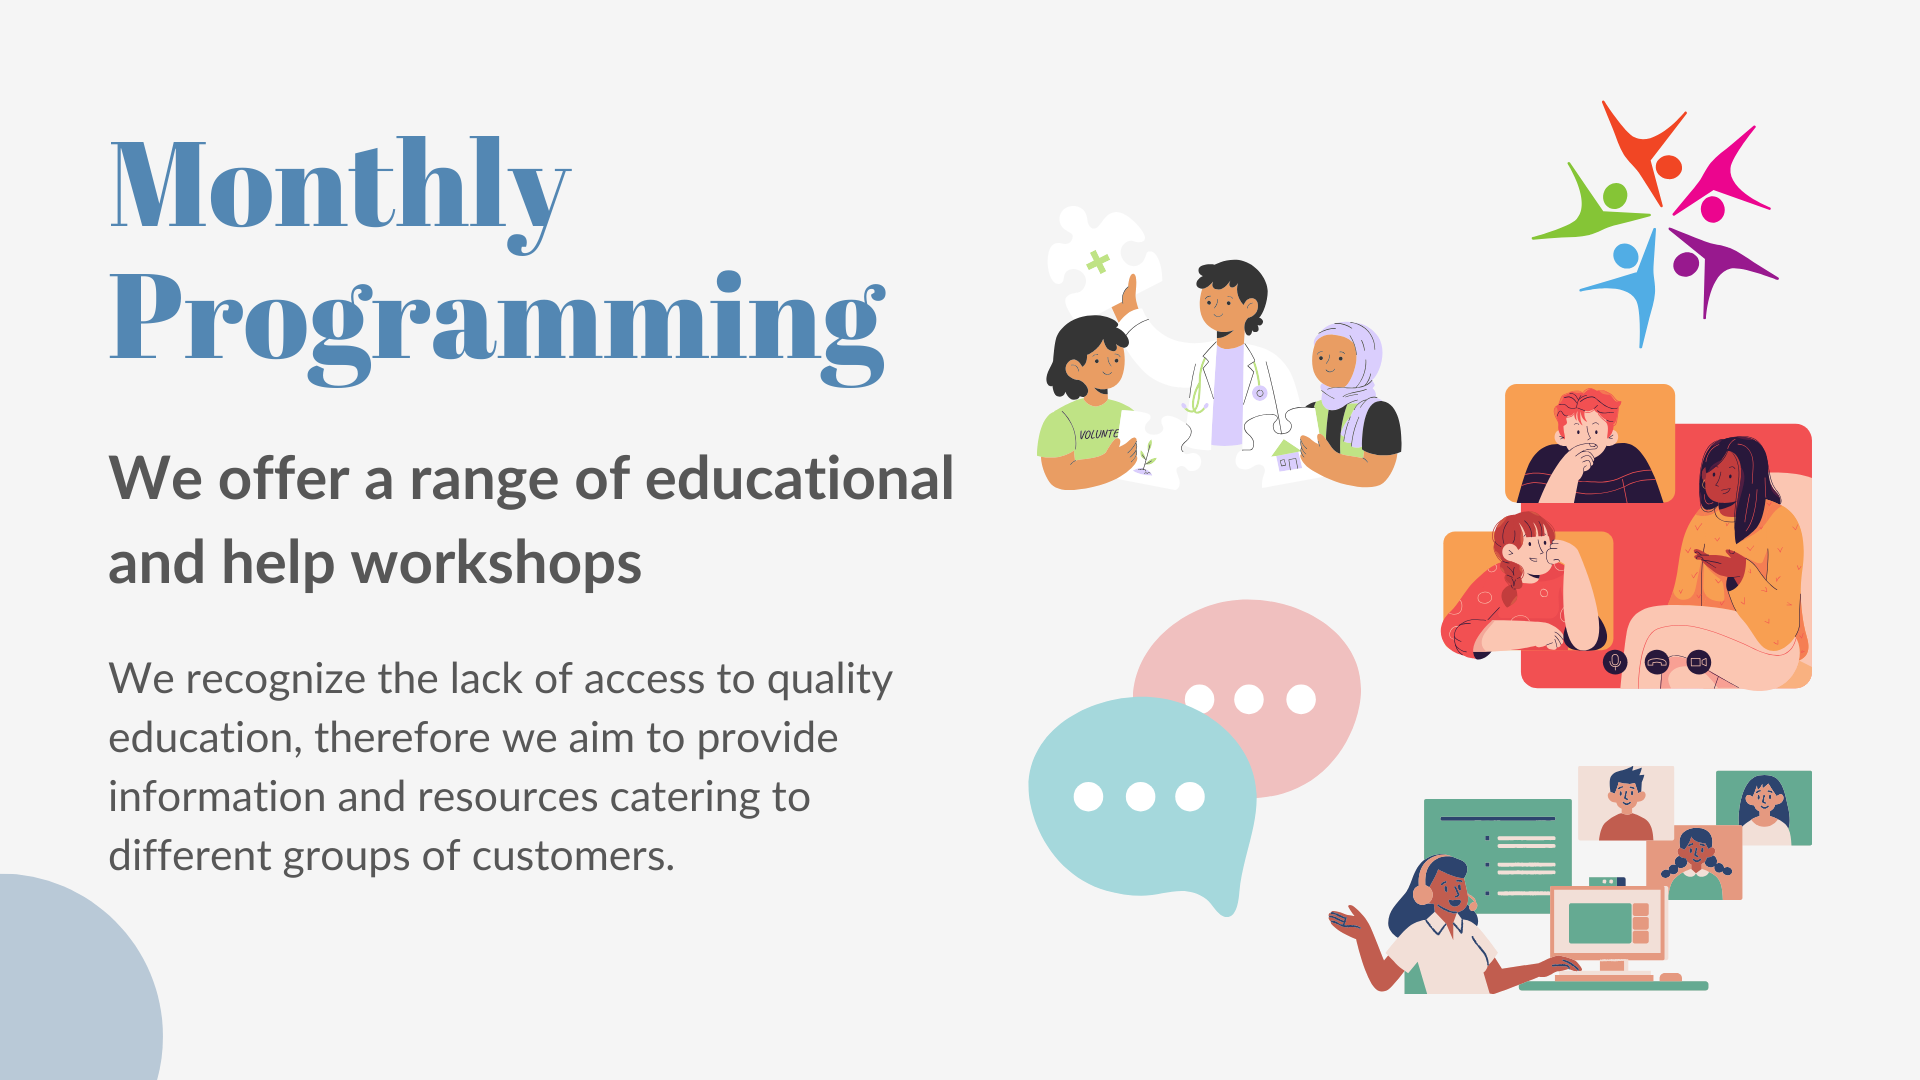 Monthly
Programming
We offer a range of educational
and help workshops
We recognize the lack of access to quality
education, therefore we aim to provide
information and resources catering to
different groups of customers.
VOLUNTE